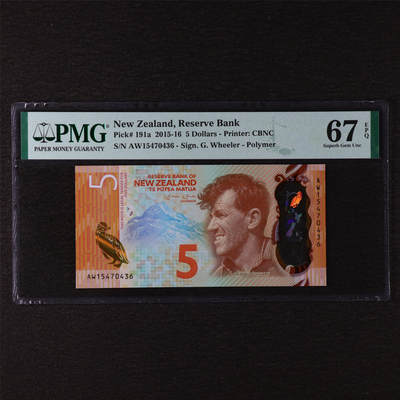 PMG
PAPER MONEY GUARANTY
New Zealand, Reserve Bank
Pick# 191a 2015-16 5 Dollars - Printer: CBNC
S/N AW15470436 - Sign. G. Wheeler - Polymer
67 EPQ
Superb Gem Unc
5
RESERVE BANK OF
NEW ZEALAND
TE PŪTEA MATUA
5
AW15470436
AW15470436